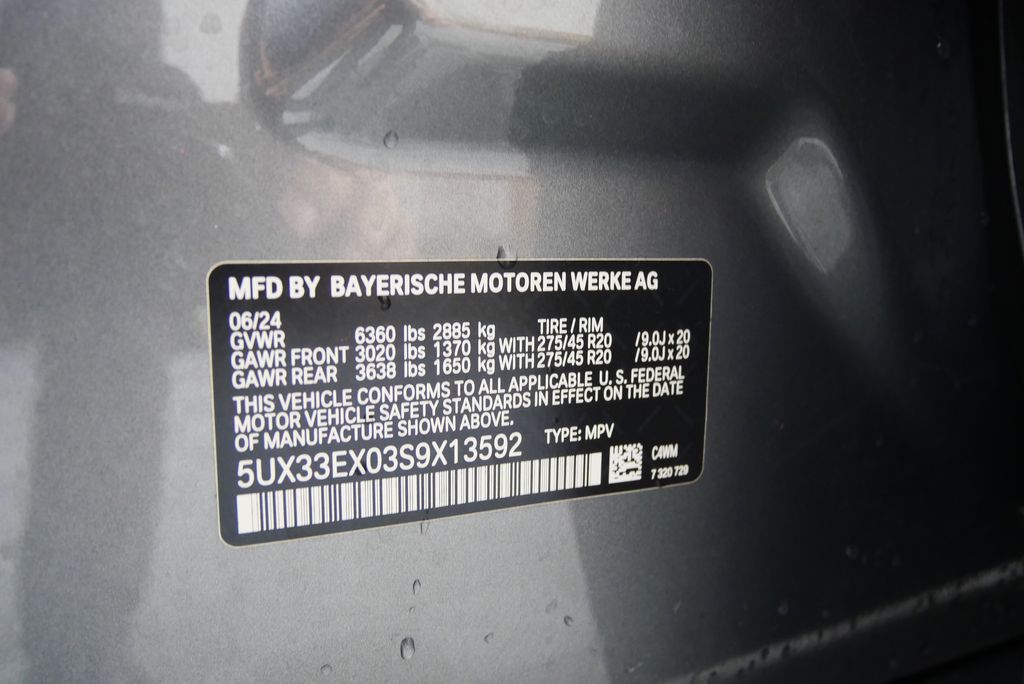 MFD BY BAYERISCHE MOTOREN WERKE AG
06/24 TIRE / RIM
GVWR 6360 lbs 2885 kg
GAWR FRONT 3020 lbs 1370 kg WITH 275/45 R20 / 9.0J x 20
GAWR REAR 3638 lbs 1650 kg WITH 275/45 R20 / 9.0J x 20
THIS VEHICLE CONFORMS TO ALL APPLICABLE U.S. FEDERAL
MOTOR VEHICLE SAFETY STANDARDS IN EFFECT ON THE DATE
OF MANUFACTURE SHOWN ABOVE.
TYPE: MPV
5UX33EX03S9X13592
C4WM
7 320 729